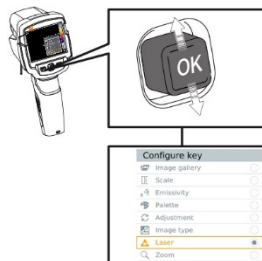 OK
Configure key
Image gallery
Scale
Emissivity
Palette
Adjustment
Image type
Laser
Zoom